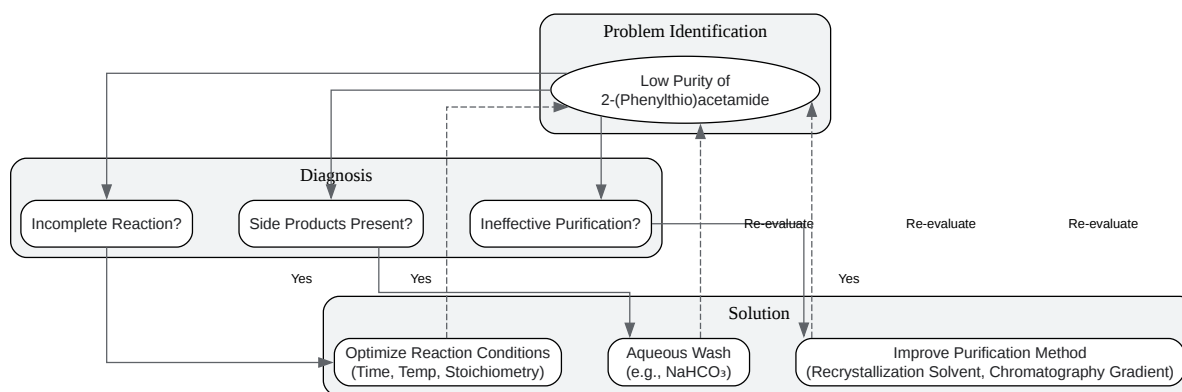 Problem Identification
Low Purity of
2-(Phenylthio)acetamide
Diagnosis
Incomplete Reaction?
Side Products Present?
Ineffective Purification?
Re-evaluate
Re-evaluate
Re-evaluate
Yes
Yes
Yes
Solution
Optimize Reaction Conditions
(Time, Temp, Stoichiometry)
Aqueous Wash
(e.g., NaHCO₃)
Improve Purification Method
(Recrystallization Solvent, Chromatography Gradient)